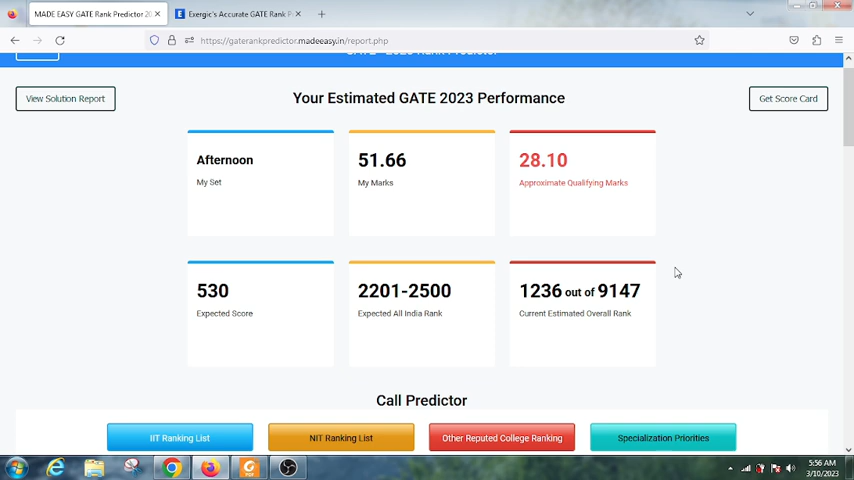 MADE EASY GATE Rank Predictor 20
Exergic's Accurate GATE Rank P
https://gaterankpredictor.madeeasy.in/report.php
View Solution Report
Your Estimated GATE 2023 Performance
Get Score Card
Afternoon
My Set
51.66
My Marks
28.10
Approximate Qualifying Marks
530
Expected Score
2201-2500
Expected All India Rank
1236 out of 9147
Current Estimated Overall Rank
Call Predictor
IIT Ranking List
NIT Ranking List
Other Reputed College Ranking
Specialization Priorities
5:56 AM
3/10/2023